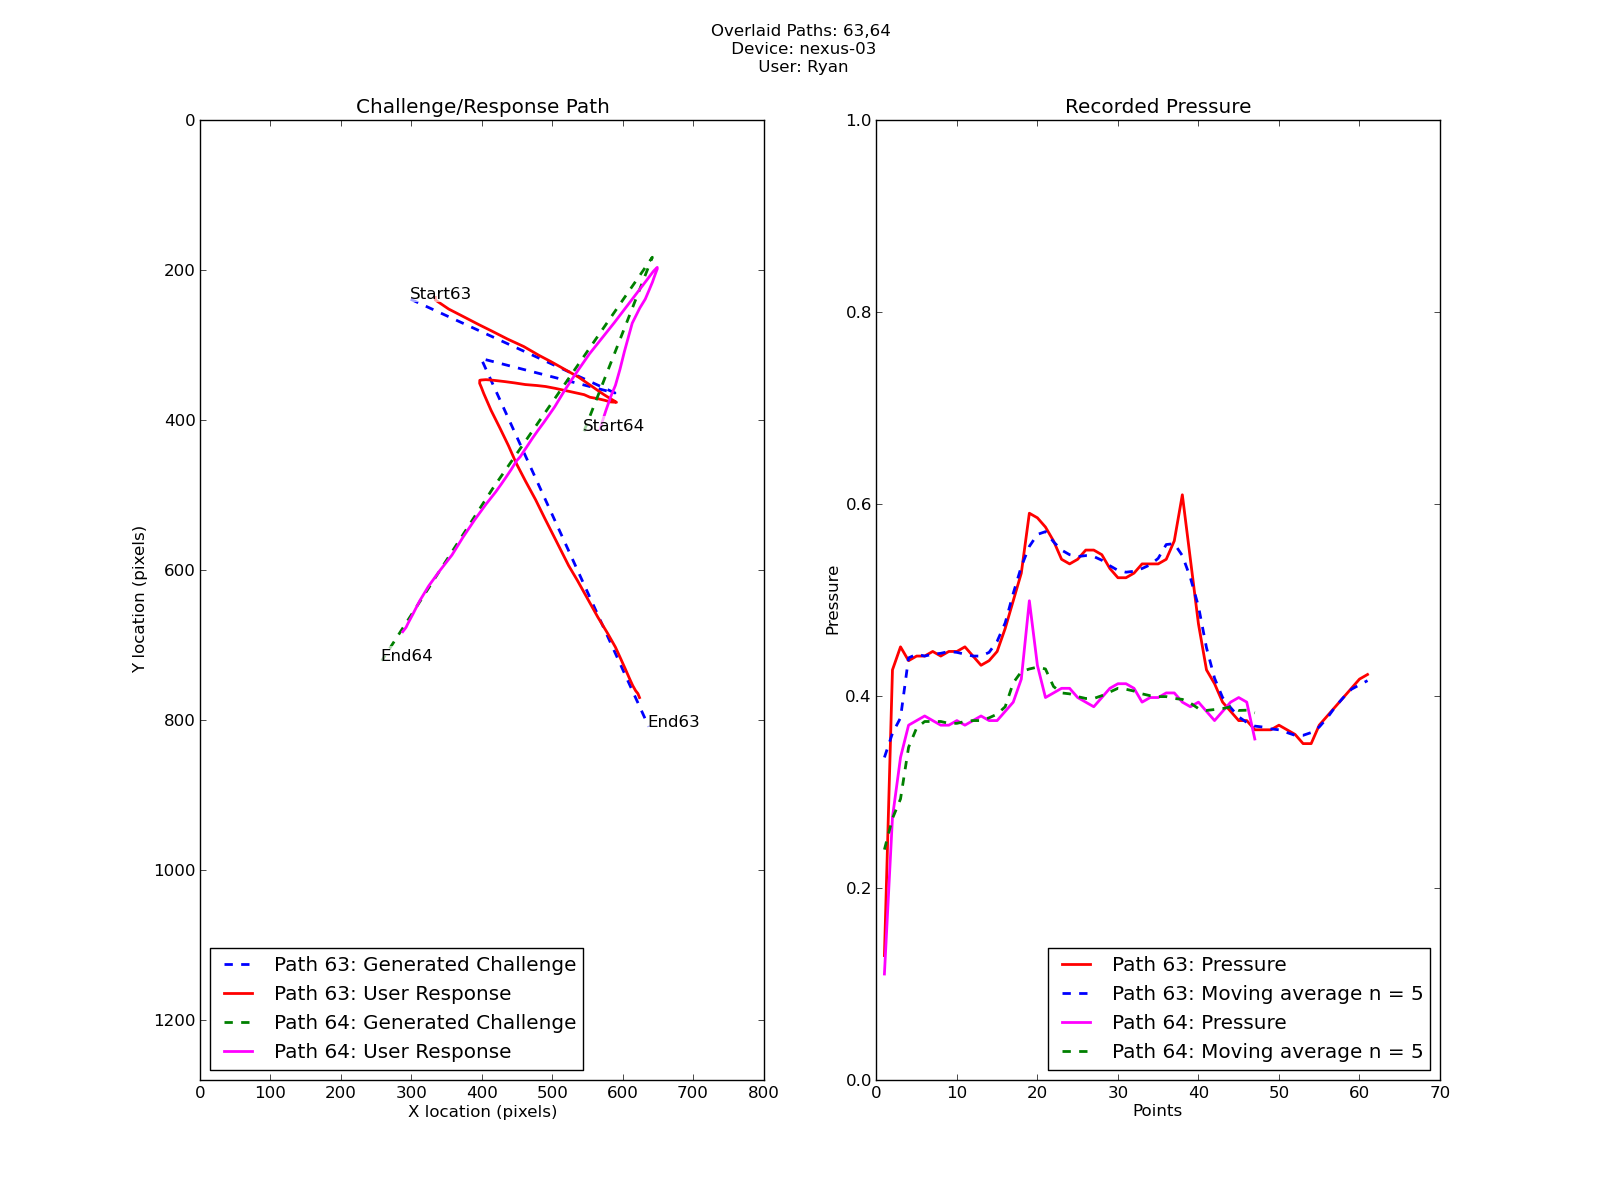 Overlaid Paths: 63,64
Device: nexus-03
User: Ryan
Challenge/Response Path
0
200
400
600
800
1000
1200
Y location (pixels)
Start63
Start64
End64
End63
Path 63: Generated Challenge
Path 63: User Response
Path 64: Generated Challenge
Path 64: User Response
0 100 200 300 400 500 600 700 800
X location (pixels)
Recorded Pressure
1.0
0.8
0.6
0.4
0.2
0.0
Pressure
Path 63: Pressure
Path 63: Moving average n = 5
Path 64: Pressure
Path 64: Moving average n = 5
0 10 20 30 40 50 60 70
Points